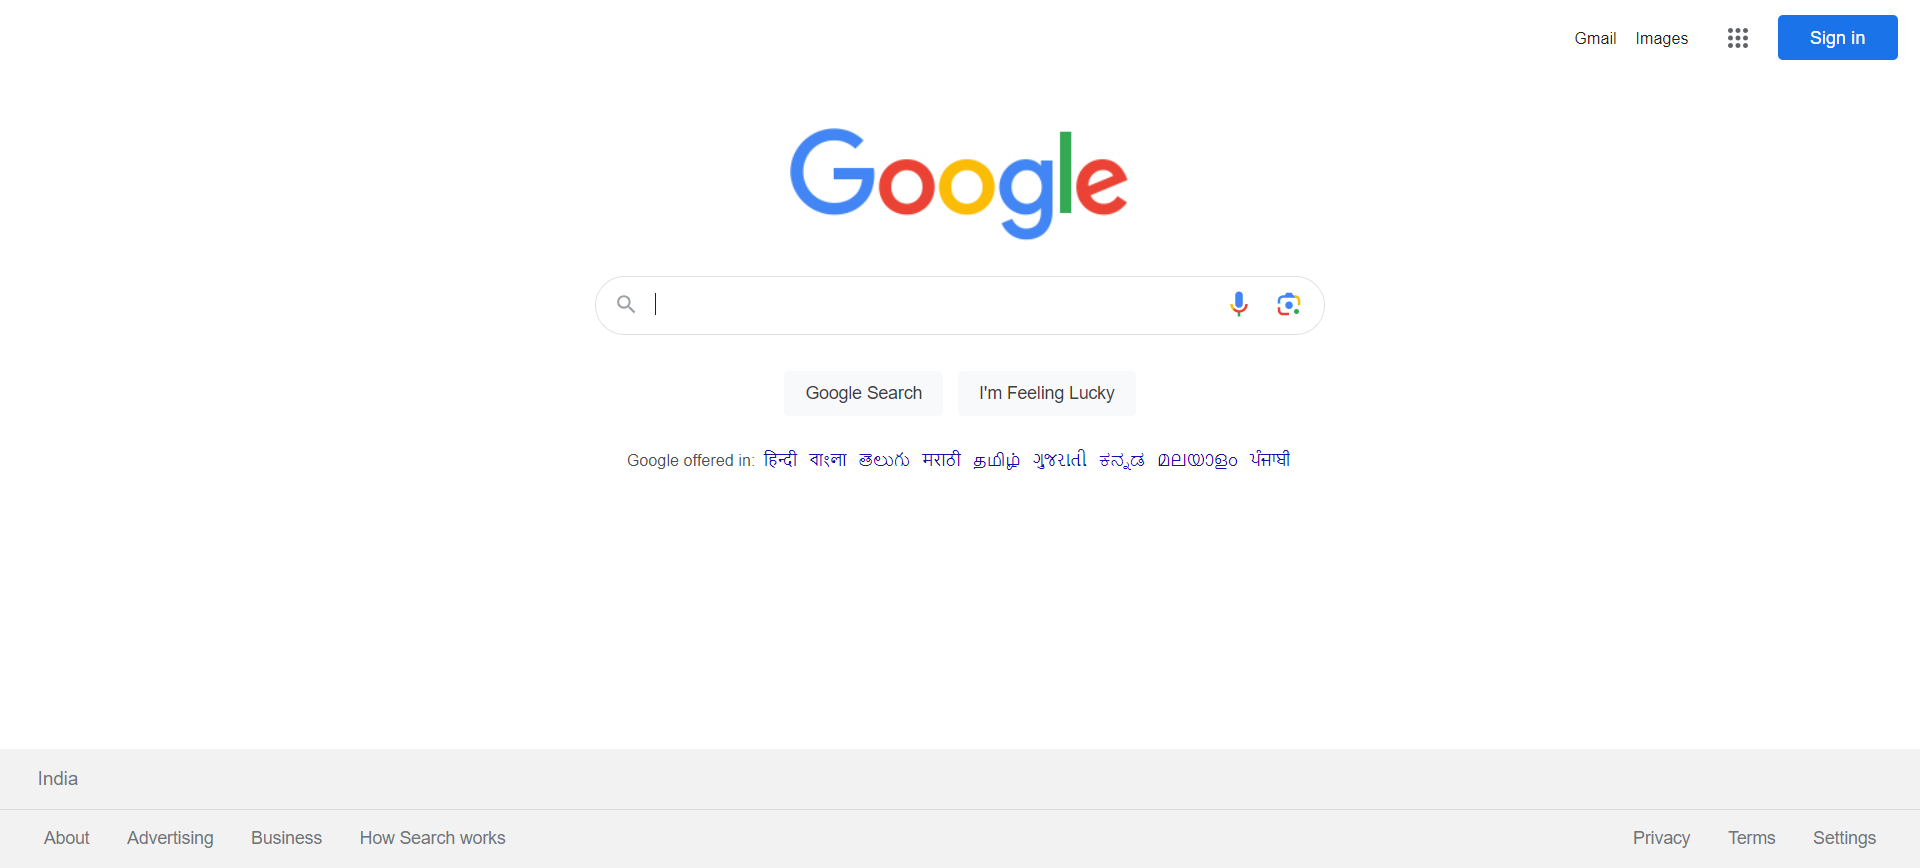 Gmail Images Sign in
Google
Google Search I'm Feeling Lucky
Google offered in: हिन्दी বাংলা తెలుగు मराठी தமிழ் ગુજરાતી ಕನ್ನಡ മലയാളം ਪੰਜਾਬੀ
India
About Advertising Business How Search works Privacy Terms Settings